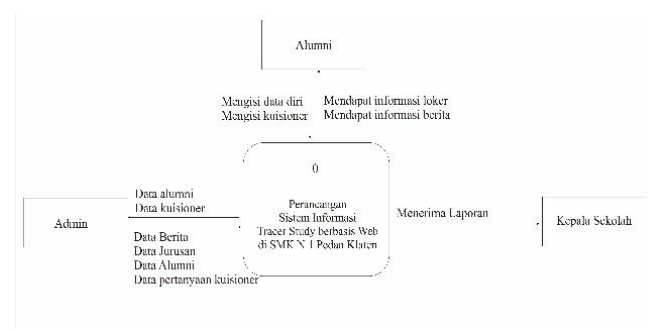 Alumni
Mengisi data diri
Mengisi kuisioner
Mendapat informasi loker
Mendapat informasi berita
0
Perancangan
Sistem Informasi
Tracer Study berbasis Web
di SMK N 1 Pedan Klaten
Admin
Data alumni
Data kuisioner
Data Berita
Data Jurusan
Data Alumni
Data pertanyaan kuisioner
Menerima Laporan
Kepala Sekolah